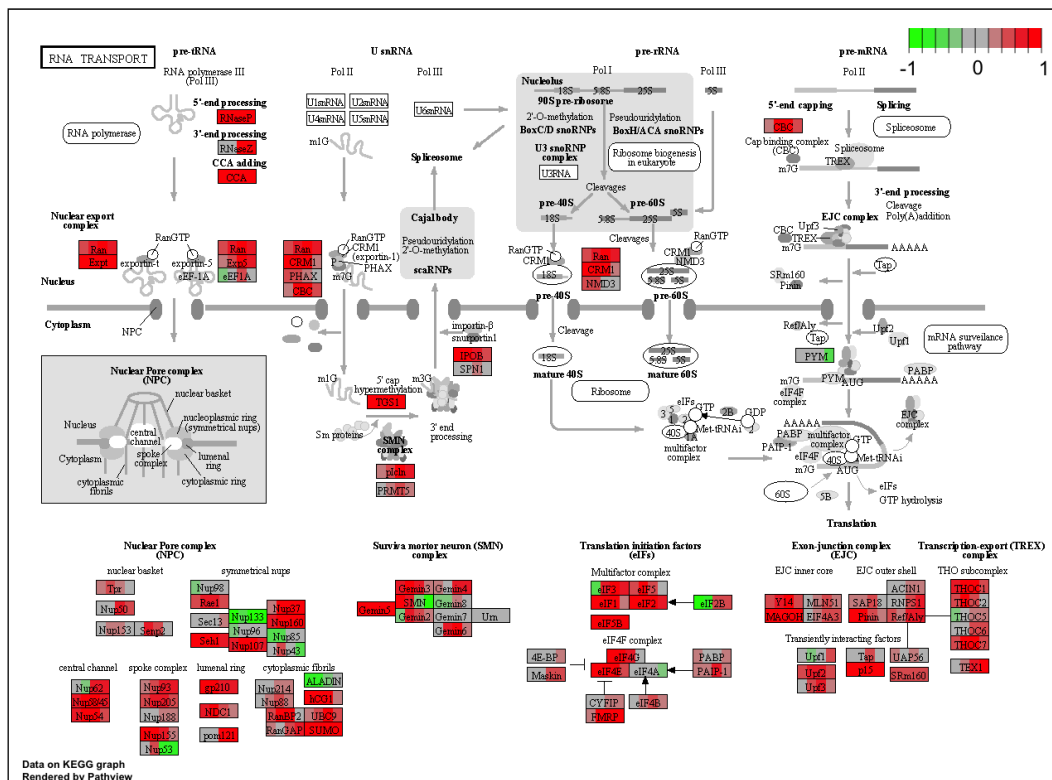 RNA TRANSPORT
-1 0 1
pre-tRNA
RNA polymerase III
(Pol III)
5'-end processing
RNaseP
3'-end processing
RNaseZ
CCA adding
CCA
RNA polymerase
Nuclear export
complex
Ran
Expt
RanGTP
exportin-t
exportin-5
eEF-1A
Ran
Exp5
eEF1A
Nucleus
Cytoplasm
NPC
U snRNA
Pol II
Pol III
U1snRNA
U2snRNA
U4snRNA
U5snRNA
U6snRNA
m1G
Spliceosome
Cajal body
Pseudouridylation
2'-O-methylation
scaRNPs
Ran
CRM1
PHAX
CBC
RanGTP
CRM1
(exportin-1)
P
PHAX
m7G
importin-β
snurportin1
IPOB
SPN1
m1G
5' cap
hypermethylation
TGS1
m3G
3' end
processing
Sm proteins
SMN
complex
pIcln
PRMT5
pre-rRNA
Pol I
Pol III
Nucleolus
18S 5.8S 25S
5S
90S pre-ribosome
2'-O-methylation
BoxC/D snoRNPs
Pseudouridylation
BoxH/ACA snoRNPs
U3 snoRNP
complex
U3RNA
Ribosome biogenesis
in eukaryote
Cleavages
pre-40S
pre-60S
18S
5.8S 25S 5S
Cleavages
RanGTP
CRM1
18S
Ran
CRM1
NMD3
RanGTP
CRM1
NMD3
25S
5.8S 5S
pre-40S
pre-60S
Cleavage
18S
25S
5.8S 5S
mature 40S
mature 60S
Ribosome
eIFs
GTP
2B
GDP
3 5
1 2
2
40S
1A
Met-tRNAi
multifactor
complex
pre-mRNA
Pol II
5'-end capping
Splicing
CBC
Cap binding complex
(CBC)
Spliceosome
Spliceosome
TREX
m7G
3'-end processing
Cleavage
Poly(A)addition
EJC complex
CBC
Upf3
TREX
m7G
AAAAA
Tap
SRm160
Pinin
Ref/Aly
Tap
Upf2
Upf1
mRNA surveilance
pathway
PYM
m7G
PYM
AUG
PABP
AAAAA
eIF4F
complex
EJC
complex
AAAAA
PABP
PAIP-1
multifactor
complex
GTP
eIF4F
40S
Met-tRNAi
m7G
AUG
60S
5B
eIFs
GTP hydrolysis
Translation
Nuclear Pore complex
(NPC)
nuclear basket
nucleoplasmic ring
(symmetrical nups)
Nucleus
central
channel
spoke
complex
lumenal
ring
Cytoplasm
cytoplasmic
fibrils
cytoplasmic ring
Nuclear Pore complex
(NPC)
nuclear basket
Tpr
Nup50
Nup153
Senp2
symmetrical nups
Nup98
Rae1
Sec13
Seh1
Nup133
Nup96
Nup107
Nup37
Nup160
Nup85
Nup43
central channel
Nup62
Nup58/45
Nup54
spoke complex
Nup93
Nup205
Nup188
Nup155
Nup53
lumenal ring
gp210
NDC1
pom121
cytoplasmic fibrils
ALADIN
Nup214
Nup88
hCG1
RanBP2
UBC9
RanGAP
SUMO
Surviva mortor neuron (SMN)
complex
Gemin3
Gemin4
Gemin5
SMN
Gemin8
Gemin2
Gemin7
Unr
Gemin6
Translation initiation factors
(eIFs)
Multifactor complex
eIF3
eIF5
eIF1
eIF2
eIF2B
eIF5B
eIF4F complex
4E-BP
Maskin
eIF4G
eIF4E
eIF4A
PABP
PAIP-1
CYFIP
FMRP
eIF4B
Exon-junction complex
(EJC)
EJC inner core
Y14
MLN51
MAGOH
EIF4A3
EJC outer shell
ACIN1
SAP18
RNPS1
Pinin
Ref/Aly
Transiently interacting factors
Upf1
Upf2
Upf3
Tap
p15
UAP56
SRm160
Transcription-export (TREX)
complex
THO subcomplex
THOC1
THOC2
THOC5
THOC6
THOC7
TEX1
Data on KEGG graph
Rendered by Pathview